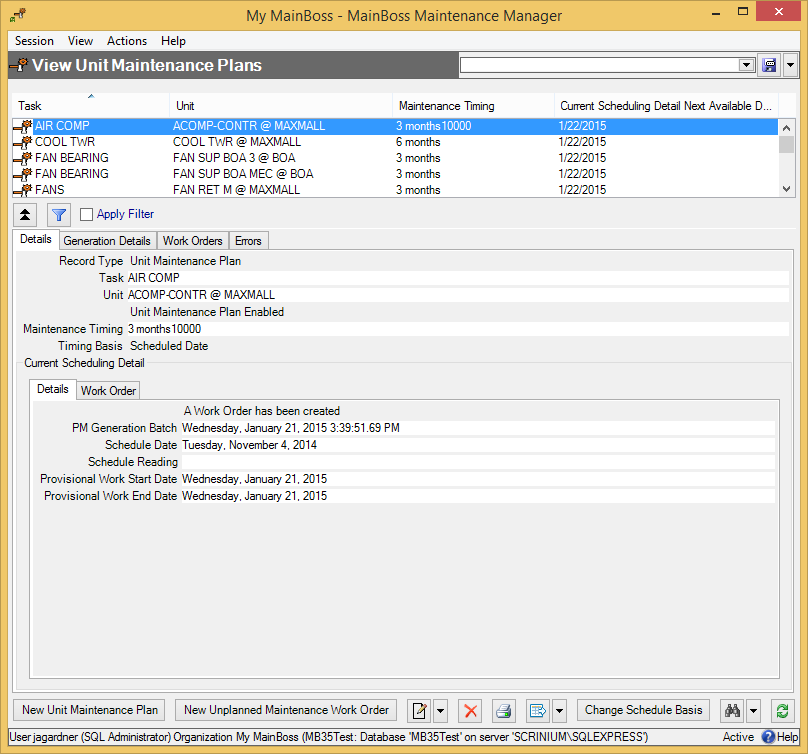 My MainBoss - MainBoss Maintenance Manager
Session View Actions Help
View Unit Maintenance Plans
Task Unit Maintenance Timing Current Scheduling Detail Next Available D...
AIR COMP ACOMP-CONTR @ MAXMALL 3 months10000 1/22/2015
COOL TWR COOL TWR @ MAXMALL 6 months 1/22/2015
FAN BEARING FAN SUP BOA 3 @ BOA 3 months 1/22/2015
FAN BEARING FAN SUP BOA MEC @ BOA 3 months 1/22/2015
FANS FAN RET M @ MAXMALL 3 months 1/22/2015
Apply Filter
Details Generation Details Work Orders Errors
Record Type Unit Maintenance Plan
Task AIR COMP
Unit ACOMP-CONTR @ MAXMALL
Unit Maintenance Plan Enabled
Maintenance Timing 3 months10000
Timing Basis Scheduled Date
Current Scheduling Detail
Details Work Order
A Work Order has been created
PM Generation Batch Wednesday, January 21, 2015 3:39:51.69 PM
Schedule Date Tuesday, November 4, 2014
Schedule Reading
Provisional Work Start Date Wednesday, January 21, 2015
Provisional Work End Date Wednesday, January 21, 2015
New Unit Maintenance Plan New Unplanned Maintenance Work Order Change Schedule Basis
User jagardner (SQL Administrator) Organization My MainBoss (MB35Test: Database 'MB35Test' on server 'SCRINIUM\SQLEXPRESS') Active Help